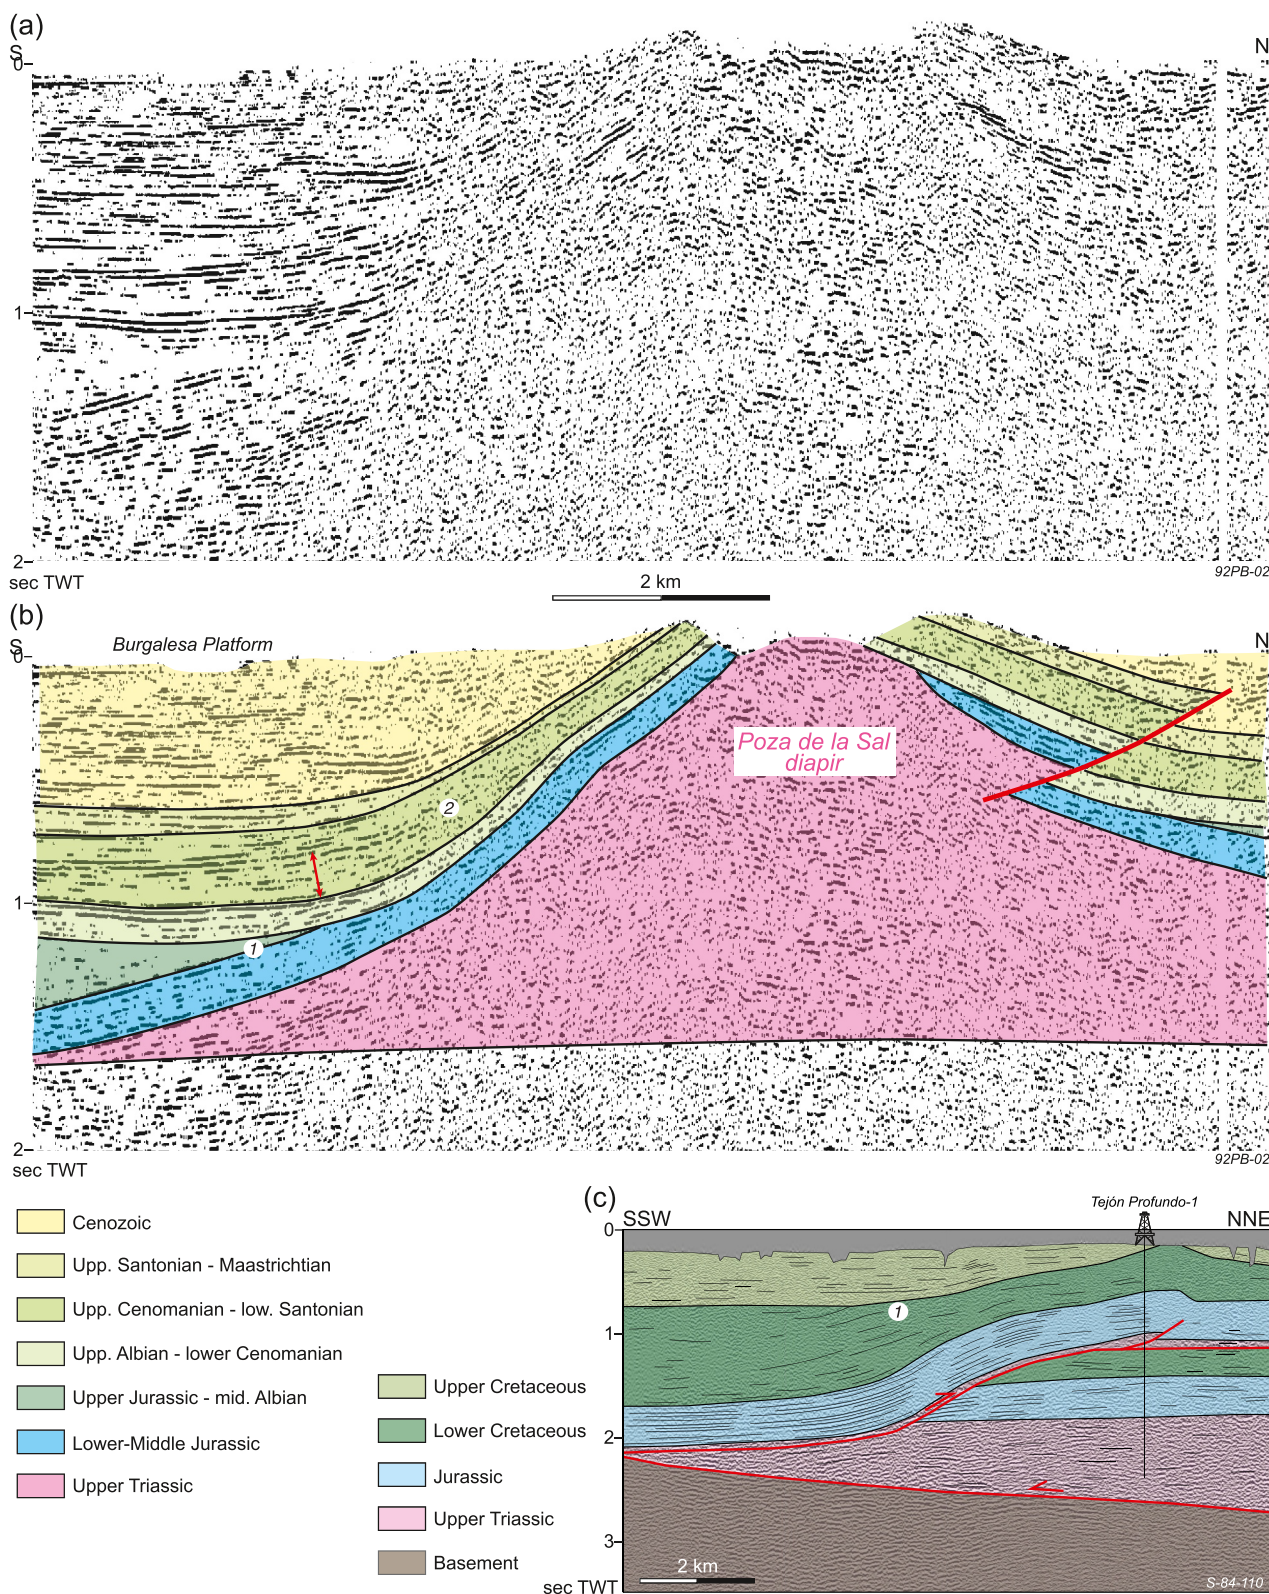 (a)
S
N
0
1
2
sec TWT
92PB-02
2 km
(b)
S
N
Burgalesa Platform
0
Poza de la Sal
diapir
2
1
1
2
sec TWT
92PB-02
Cenozoic
Upp. Santonian - Maastrichtian
Upp. Cenomanian - low. Santonian
Upp. Albian - lower Cenomanian
Upper Jurassic - mid. Albian
Lower-Middle Jurassic
Upper Triassic
Upper Cretaceous
Lower Cretaceous
Jurassic
Upper Triassic
Basement
(c)
Tejón Profundo-1
SSW
NNE
0
1
1
2
3
2 km
sec TWT
S-84-110